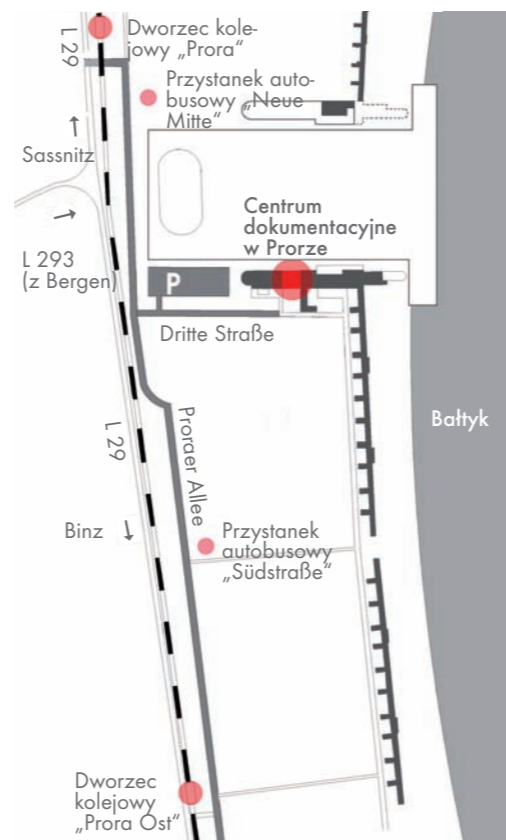 L 29
Dworzec kole-
jowy „Prora“
Przystanek auto-
busowy „Neue
Mitte“
Sassnitz
Centrum
dokumentacyjne
w Prorze
L 293
(z Bergen)
P
Dritte Straße
Bałtyk
L 29
Proraer Allee
Binz
Przystanek
autobusowy
„Südstraße“
Dworzec
kolejowy
„Prora Ost“